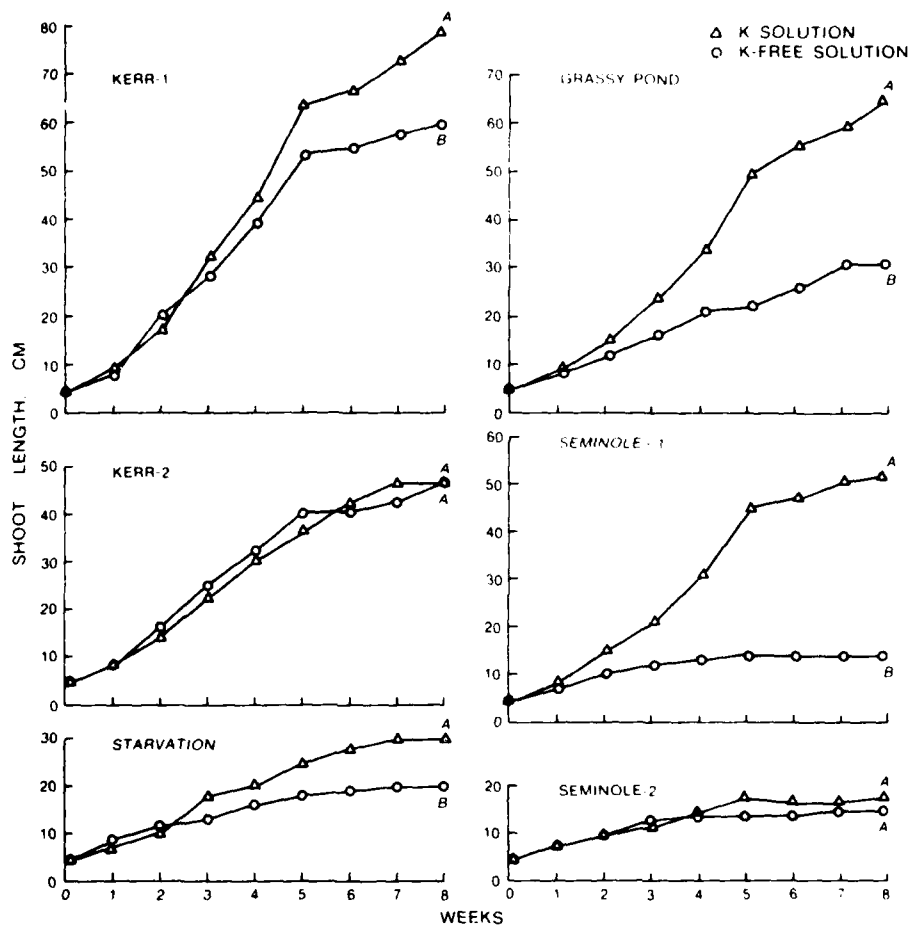 △ K SOLUTION
○ K-FREE SOLUTION
SHOOT LENGTH, CM
KERR-1
80
70
60
50
40
30
20
10
0
A
B
GRASSY POND
70
60
50
40
30
20
10
0
A
B
KERR-2
50
40
30
20
10
0
A
A
SEMINOLE-1
60
50
40
30
20
10
0
A
B
STARVATION
30
20
10
0
A
B
0 1 2 3 4 5 6 7 8
SEMINOLE-2
20
10
0
A
A
0 1 2 3 4 5 6 7 8
WEEKS